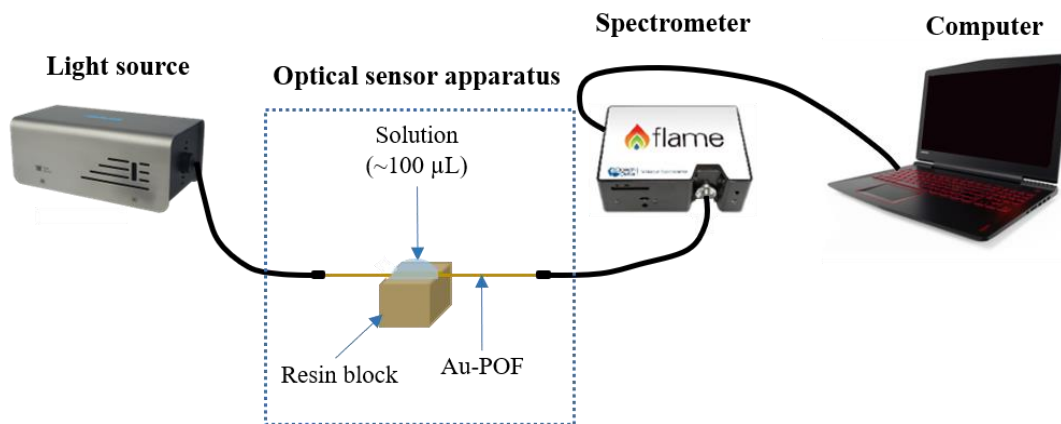 Spectrometer
Computer
Light source
Optical sensor apparatus
Solution
(~100 µL)
flame
Resin block
Au-POF